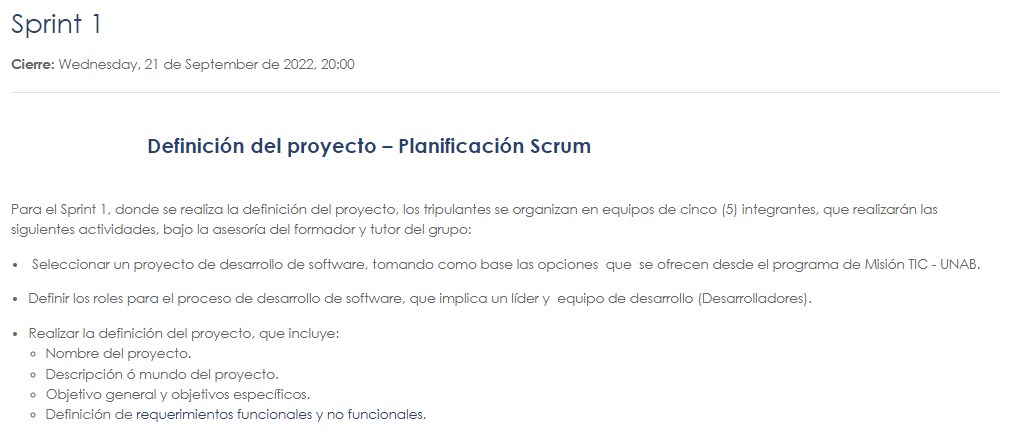 Sprint 1
Cierre: Wednesday, 21 de September de 2022, 20:00
Definición del proyecto – Planificación Scrum
Para el Sprint 1, donde se realiza la definición del proyecto, los tripulantes se organizan en equipos de cinco (5) integrantes, que realizarán las
siguientes actividades, bajo la asesoría del formador y tutor del grupo:
• Seleccionar un proyecto de desarrollo de software, tomando como base las opciones que se ofrecen desde el programa de Misión TIC - UNAB.
• Definir los roles para el proceso de desarrollo de software, que implica un líder y equipo de desarrollo (Desarrolladores).
• Realizar la definición del proyecto, que incluye:
◦ Nombre del proyecto.
◦ Descripción ó mundo del proyecto.
◦ Objetivo general y objetivos específicos.
◦ Definición de requerimientos funcionales y no funcionales.